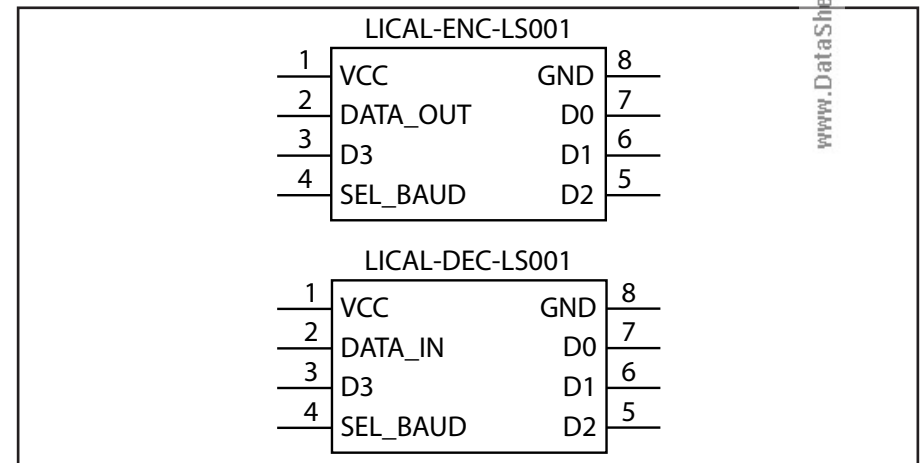 LICAL-ENC-LS001
1 VCC GND 8
2 DATA_OUT D0 7
3 D3 D1 6
4 SEL_BAUD D2 5
LICAL-DEC-LS001
1 VCC GND 8
2 DATA_IN D0 7
3 D3 D1 6
4 SEL_BAUD D2 5
www.DataShe